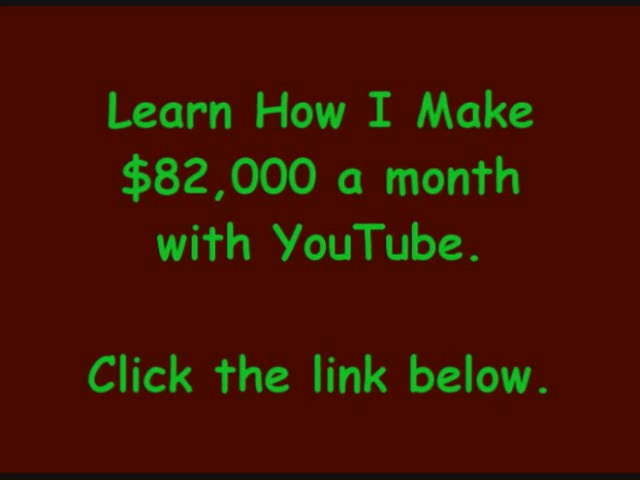 Learn How I Make
$82,000 a month
with YouTube.
Click the link below.